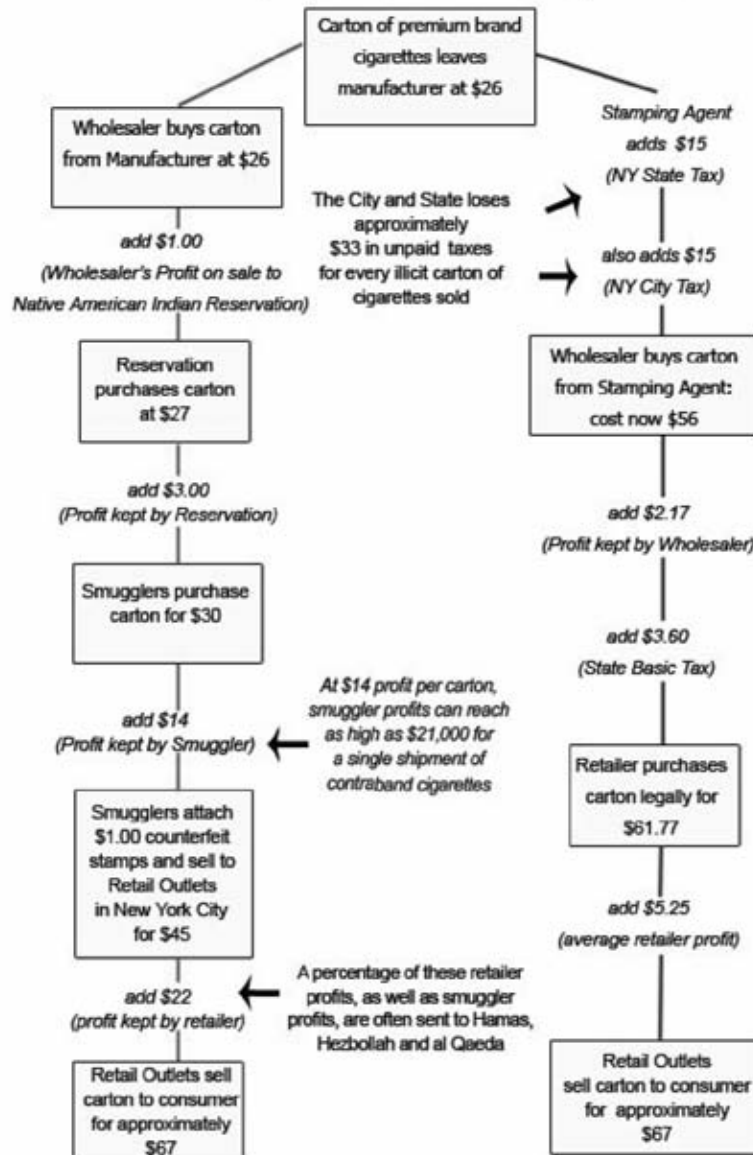 Carton of premium brand
cigarettes leaves
manufacturer at $26
Wholesaler buys carton
from Manufacturer at $26
add $1.00
(Wholesaler's Profit on sale to
Native American Indian Reservation)
Reservation
purchases carton
at $27
add $3.00
(Profit kept by Reservation)
Smugglers purchase
carton for $30
add $14
(Profit kept by Smuggler)
At $14 profit per carton,
smuggler profits can reach
as high as $21,000 for
a single shipment of
contraband cigarettes
Smugglers attach
$1.00 counterfeit
stamps and sell to
Retail Outlets
in New York City
for $45
add $22
(profit kept by retailer)
A percentage of these retailer
profits, as well as smuggler
profits, are often sent to Hamas,
Hezbollah and al Qaeda
Retail Outlets sell
carton to consumer
for approximately
$67
Stamping Agent
adds $15
(NY State Tax)
The City and State loses
approximately
$33 in unpaid taxes
for every illicit carton of
cigarettes sold
also adds $15
(NY City Tax)
Wholesaler buys carton
from Stamping Agent:
cost now $56
add $2.17
(Profit kept by Wholesaler)
add $3.60
(State Basic Tax)
Retailer purchases
carton legally for
$61.77
add $5.25
(average retailer profit)
Retail Outlets
sell carton to consumer
for approximately
$67